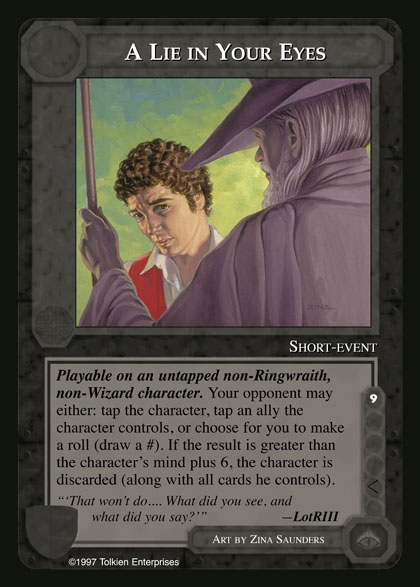 A Lie in Your Eyes
ZINA
Short-event
Playable on an untapped non-Ringwraith,
non-Wizard character. Your opponent may
either: tap the character, tap an ally the
character controls, or choose for you to make
a roll (draw a #). If the result is greater than
the character's mind plus 6, the character is
discarded (along with all cards he controls).
9
“‘That won't do.... What did you see, and
what did you say?’”  —LotRIII
Art by Zina Saunders
©1997 Tolkien Enterprises